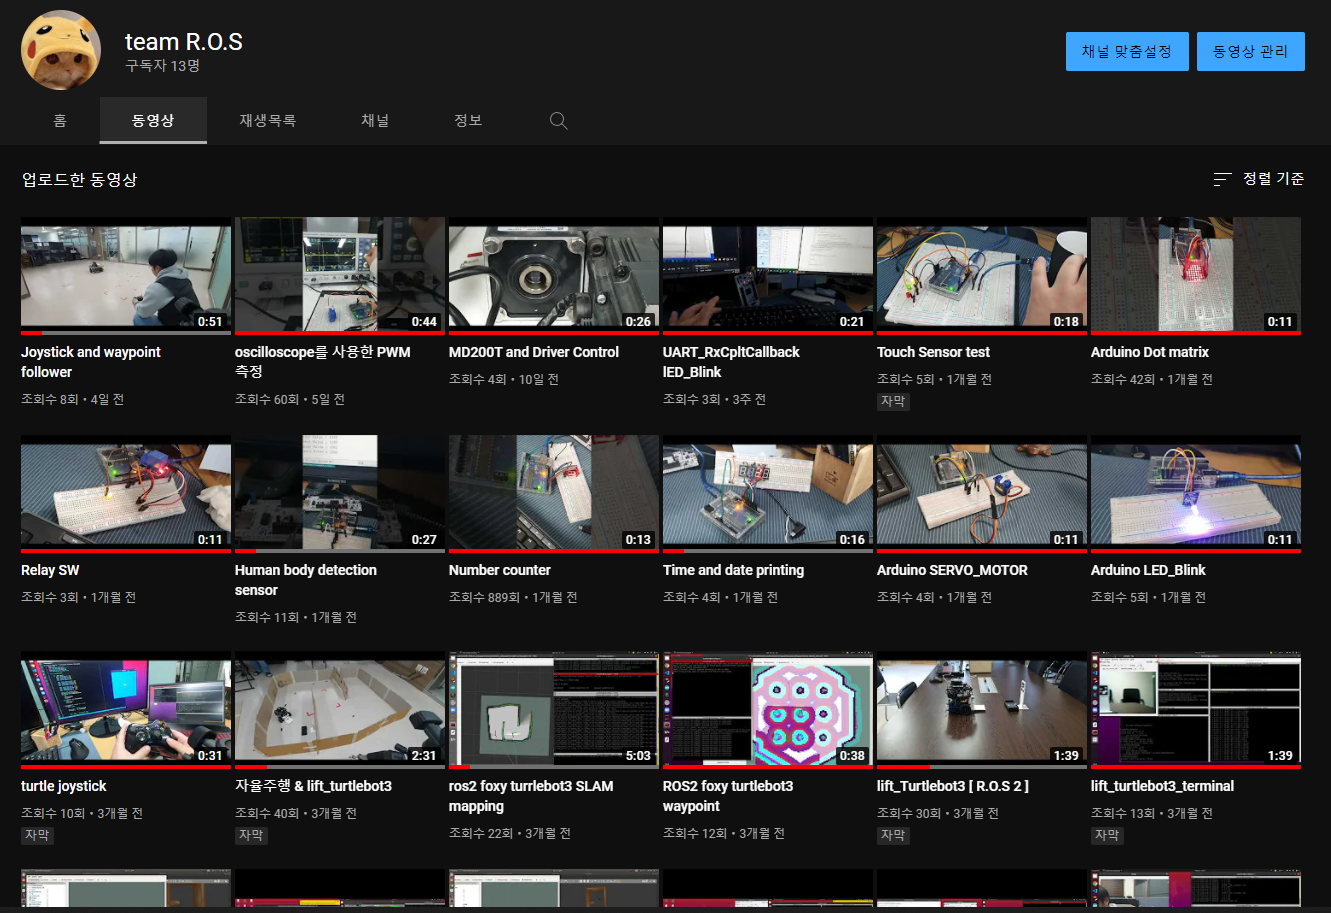 team R.O.S
구독자 13명
채널 맞춤설정
동영상 관리
홈
동영상
재생목록
채널
정보
업로드한 동영상
정렬 기준
0:51
0:44
0:26
0:21
0:18
0:11
Joystick and waypoint
follower
조회수 8회 • 4일 전
oscilloscope를 사용한 PWM
측정
조회수 60회 • 5일 전
MD200T and Driver Control
조회수 4회 • 10일 전
UART_RxCpltCallback
lED_Blink
조회수 3회 • 3주 전
Touch Sensor test
조회수 5회 • 1개월 전
자막
Arduino Dot matrix
조회수 42회 • 1개월 전
0:11
0:27
0:13
0:16
0:11
0:11
Relay SW
조회수 3회 • 1개월 전
Human body detection
sensor
조회수 11회 • 1개월 전
Number counter
조회수 889회 • 1개월 전
Time and date printing
조회수 4회 • 1개월 전
Arduino SERVO_MOTOR
조회수 4회 • 1개월 전
Arduino LED_Blink
조회수 5회 • 1개월 전
0:31
2:31
5:03
0:38
1:39
1:39
turtle joystick
조회수 10회 • 3개월 전
자막
자율주행 & lift_turtlebot3
조회수 40회 • 3개월 전
자막
ros2 foxy turrlebot3 SLAM
mapping
조회수 22회 • 3개월 전
ROS2 foxy turtlebot3
waypoint
조회수 12회 • 3개월 전
lift_Turtlebot3 [ R.O.S 2 ]
조회수 30회 • 3개월 전
자막
lift_turtlebot3_terminal
조회수 13회 • 3개월 전
자막